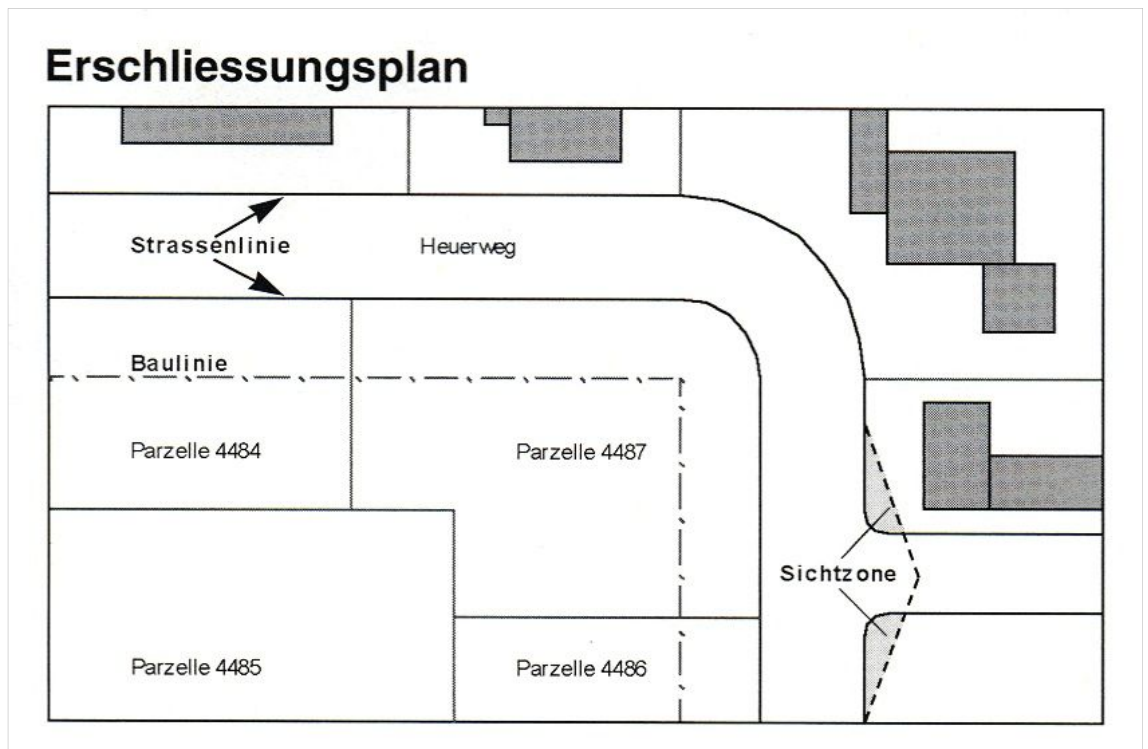 Erschliessungsplan
Strassenlinie
Heuerweg
Baulinie
Parzelle 4484
Parzelle 4487
Sichtzone
Parzelle 4485
Parzelle 4486